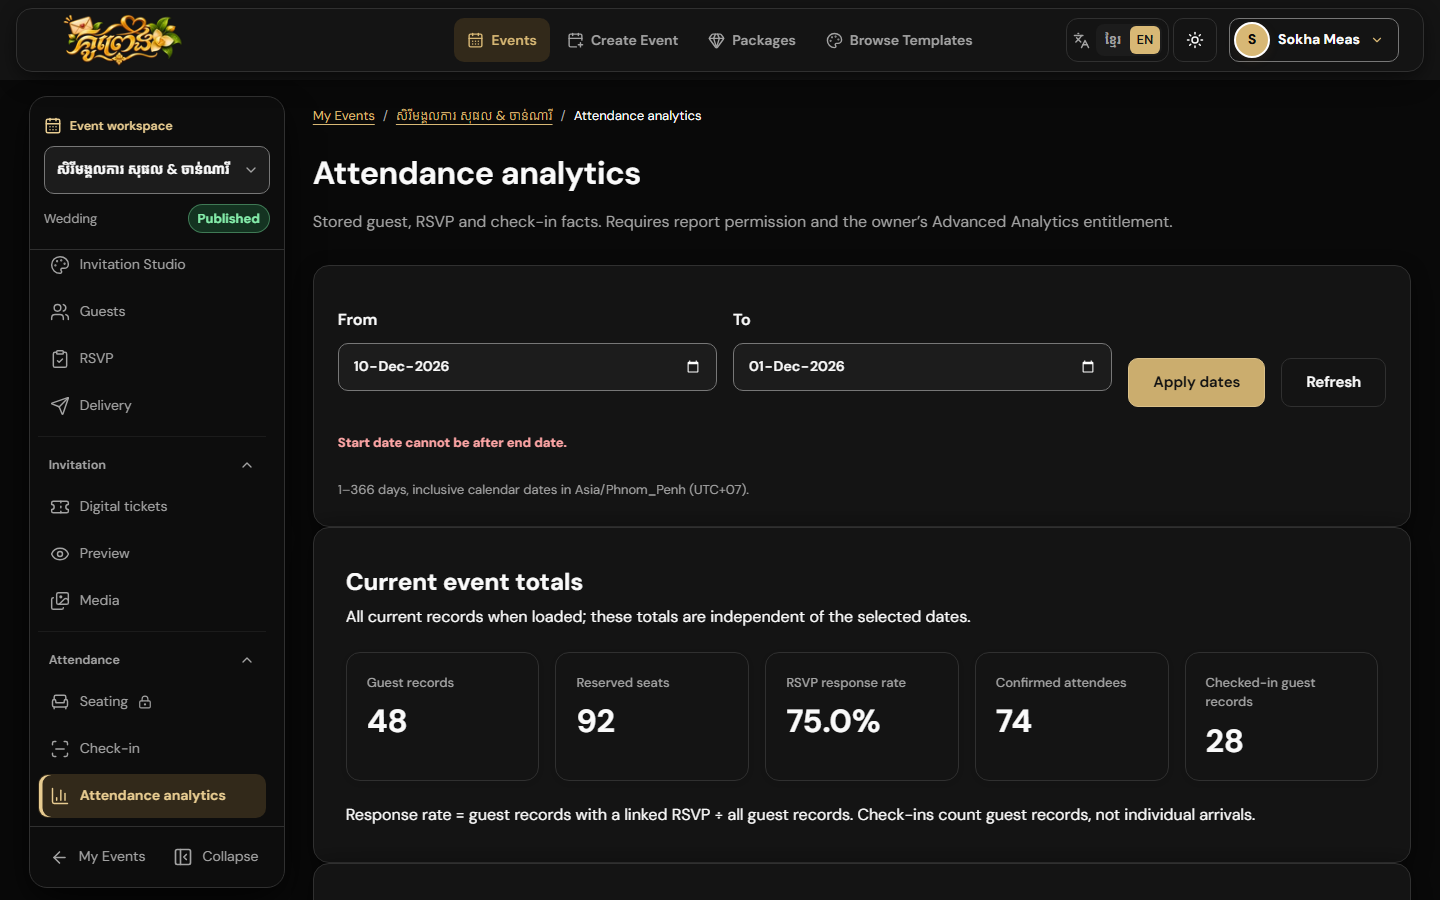 Events
Create Event
Packages
Browse Templates
ខ្មែរ
EN
S
Sokha Meas
Event workspace
សិរីមង្គលការ សុផល & ចាន់ណារី
Wedding
Published
Invitation Studio
Guests
RSVP
Delivery
Invitation
Digital tickets
Preview
Media
Attendance
Seating
Check-in
Attendance analytics
My Events
Collapse
My Events / សិរីមង្គលការ សុផល & ចាន់ណារី / Attendance analytics
Attendance analytics
Stored guest, RSVP and check-in facts. Requires report permission and the owner’s Advanced Analytics entitlement.
From
To
10-Dec-2026
01-Dec-2026
Apply dates
Refresh
Start date cannot be after end date.
1–366 days, inclusive calendar dates in Asia/Phnom_Penh (UTC+07).
Current event totals
All current records when loaded; these totals are independent of the selected dates.
Guest records
48
Reserved seats
92
RSVP response rate
75.0%
Confirmed attendees
74
Checked-in guest
records
28
Response rate = guest records with a linked RSVP ÷ all guest records. Check-ins count guest records, not individual arrivals.